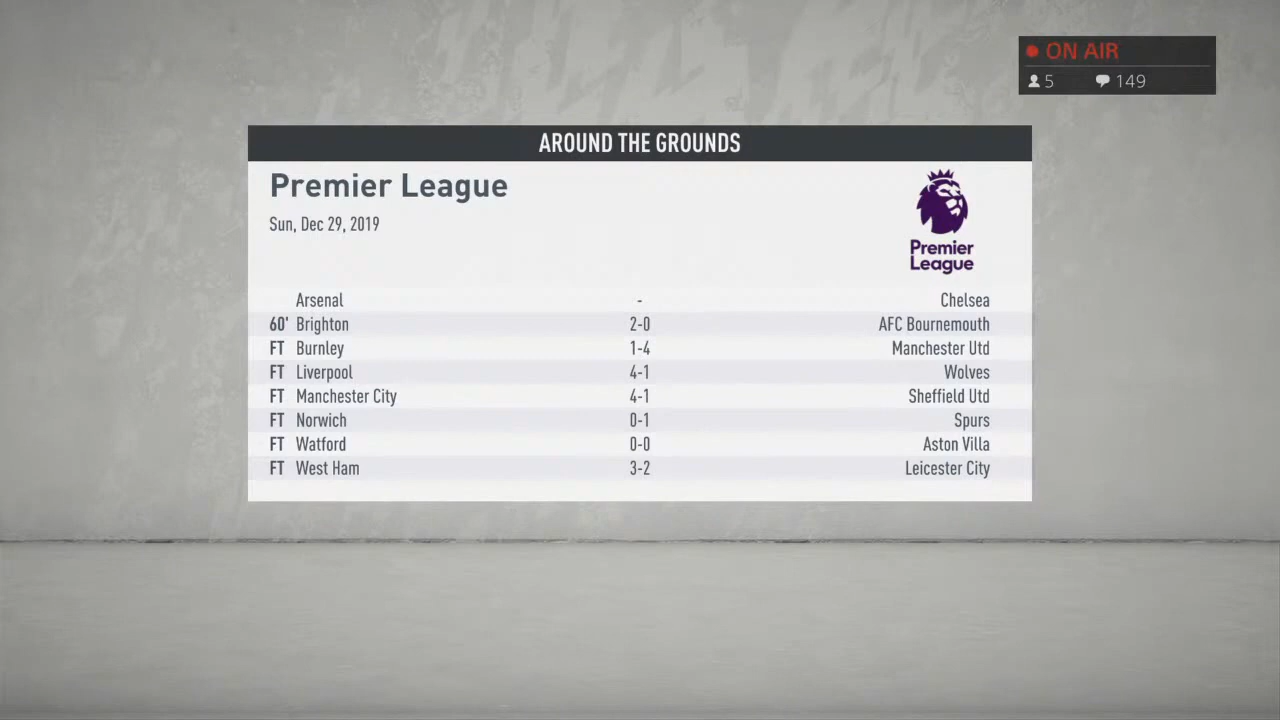 ON AIR
5 149
AROUND THE GROUNDS
Premier League
Sun, Dec 29, 2019
Premier
League
Arsenal - Chelsea
60' Brighton 2-0 AFC Bournemouth
FT Burnley 1-4 Manchester Utd
FT Liverpool 4-1 Wolves
FT Manchester City 4-1 Sheffield Utd
FT Norwich 0-1 Spurs
FT Watford 0-0 Aston Villa
FT West Ham 3-2 Leicester City